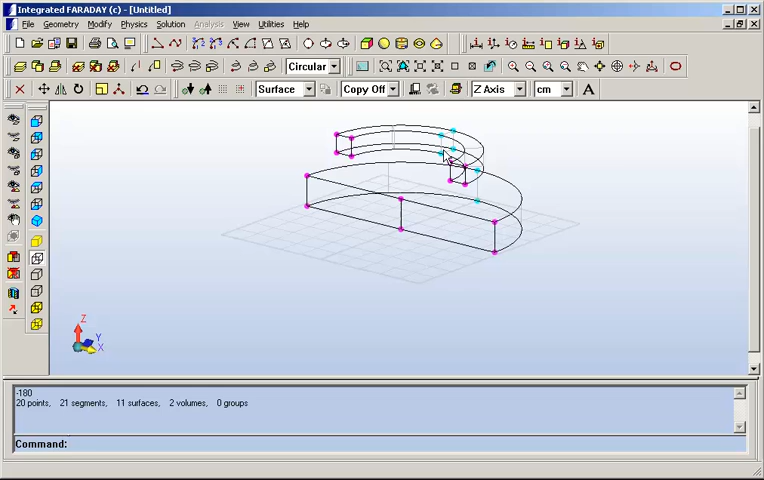 Integrated FARADAY (c) - [Untitled]
File Geometry Modify Physics Solution Analysis View Utilities Help
Circular
Surface Copy Off Z Axis cm A
Z
Y
X
-180
20 points, 21 segments, 11 surfaces, 2 volumes, 0 groups
Command: